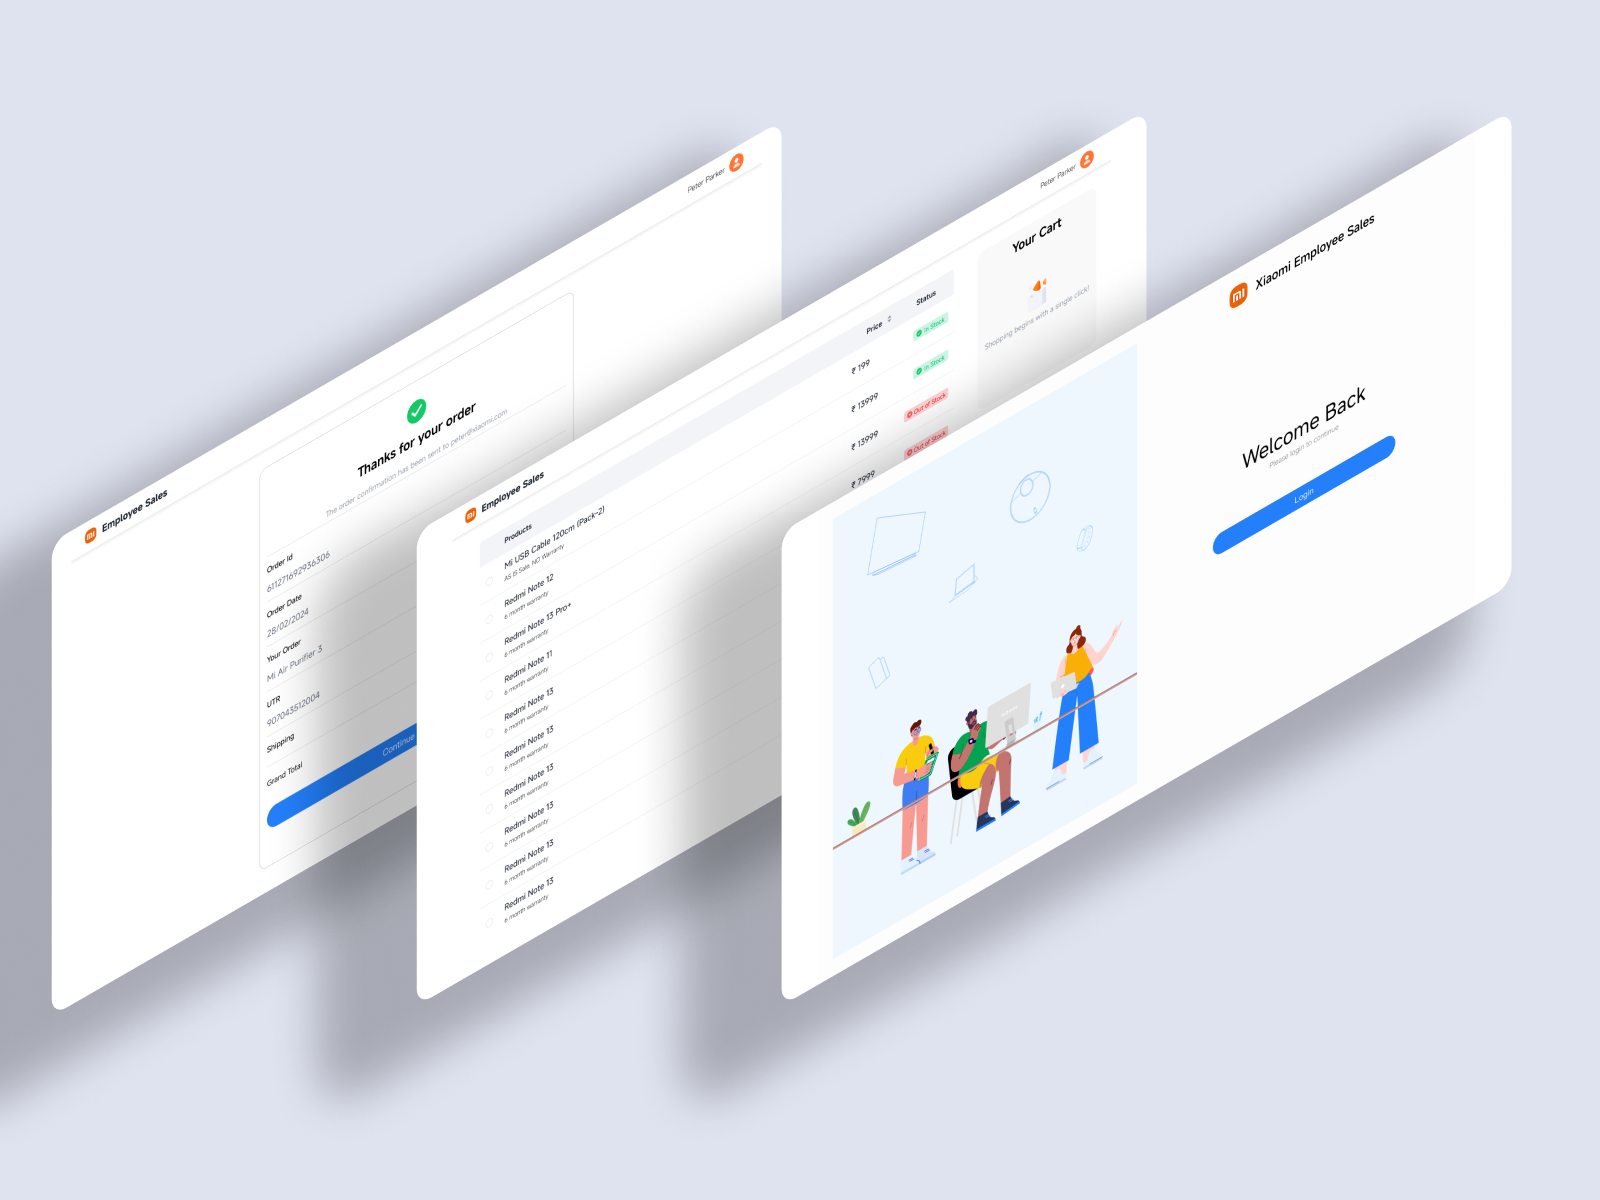 Employee Sales
Peter Parker
Thanks for your order
The order confirmation has been sent to peter@xiaomi.com
Order Id
611271692936306
Order Date
28/02/2024
Your Order
Mi Air Purifier 3
UTR
907043512004
Shipping
Grand Total
Continue
Employee Sales
Peter Parker
Products
Price
Status
Mi USB Cable 120cm (Pack-2)
AS IS Sale, NO Warranty
₹ 199
In Stock
Redmi Note 12
6 month warranty
₹ 13999
In Stock
Redmi Note 13 Pro+
6 month warranty
₹ 13999
Out of Stock
Redmi Note 11
6 month warranty
₹ 7999
Out of Stock
Redmi Note 13
6 month warranty
Redmi Note 13
6 month warranty
Redmi Note 13
6 month warranty
Redmi Note 13
6 month warranty
Redmi Note 13
6 month warranty
Redmi Note 13
6 month warranty
Your Cart
Shopping begins with a single click!
Xiaomi Employee Sales
Welcome Back
Please login to continue
Login